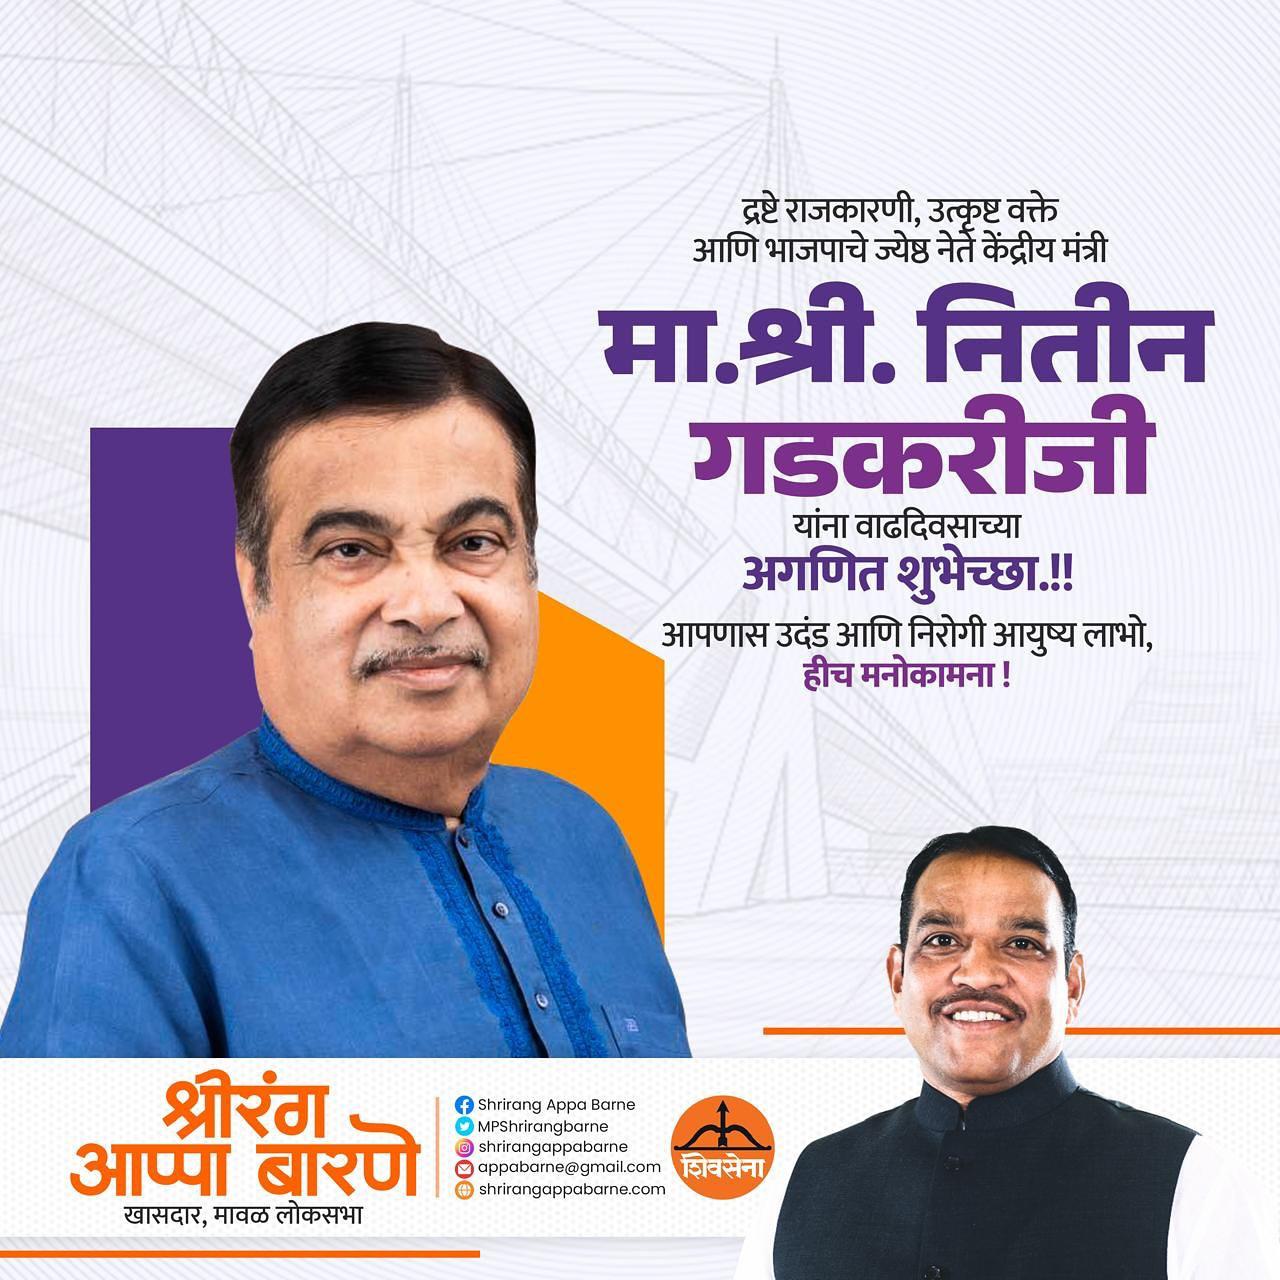 द्रष्टे राजकारणी, उत्कृष्ट वक्ते
आणि भाजपाचे ज्येष्ठ नेते केंद्रीय मंत्री
मा.श्री. नितीन
गडकरीजी
यांना वाढदिवसाच्या
अगणित शुभेच्छा.!!
आपणास उदंड आणि निरोगी आयुष्य लाभो,
हीच मनोकामना !
श्रीरंग
आप्पा बारणे
खासदार, मावळ लोकसभा
Shrirang Appa Barne
MPShrirangbarne
shrirangappabarne
appabarne@gmail.com
shrirangappabarne.com
शिवसेना